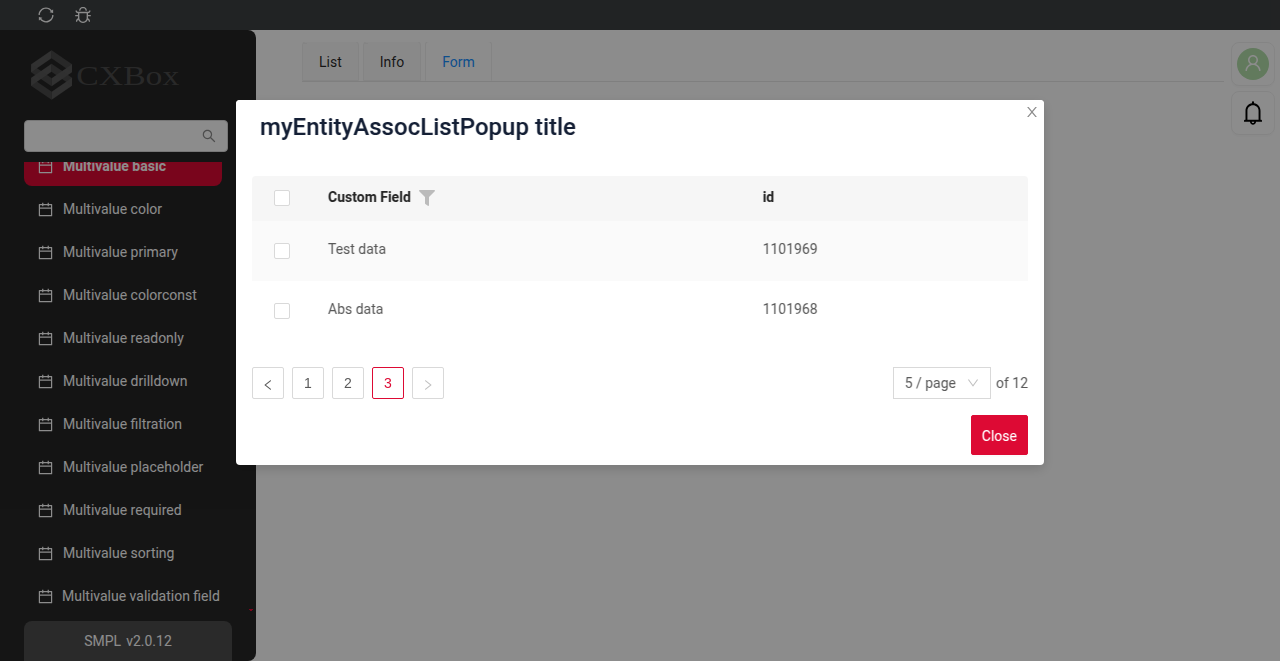 CXBox
Multivalue basic
Multivalue color
Multivalue primary
Multivalue colorconst
Multivalue readonly
Multivalue drilldown
Multivalue filtration
Multivalue placeholder
Multivalue required
Multivalue sorting
Multivalue validation field
SMPL v2.0.12
List Info Form
myEntityAssocListPopup title
Custom Field id
Test data 1101969
Abs data 1101968
< 1 2 3 > 5 / page of 12
Close